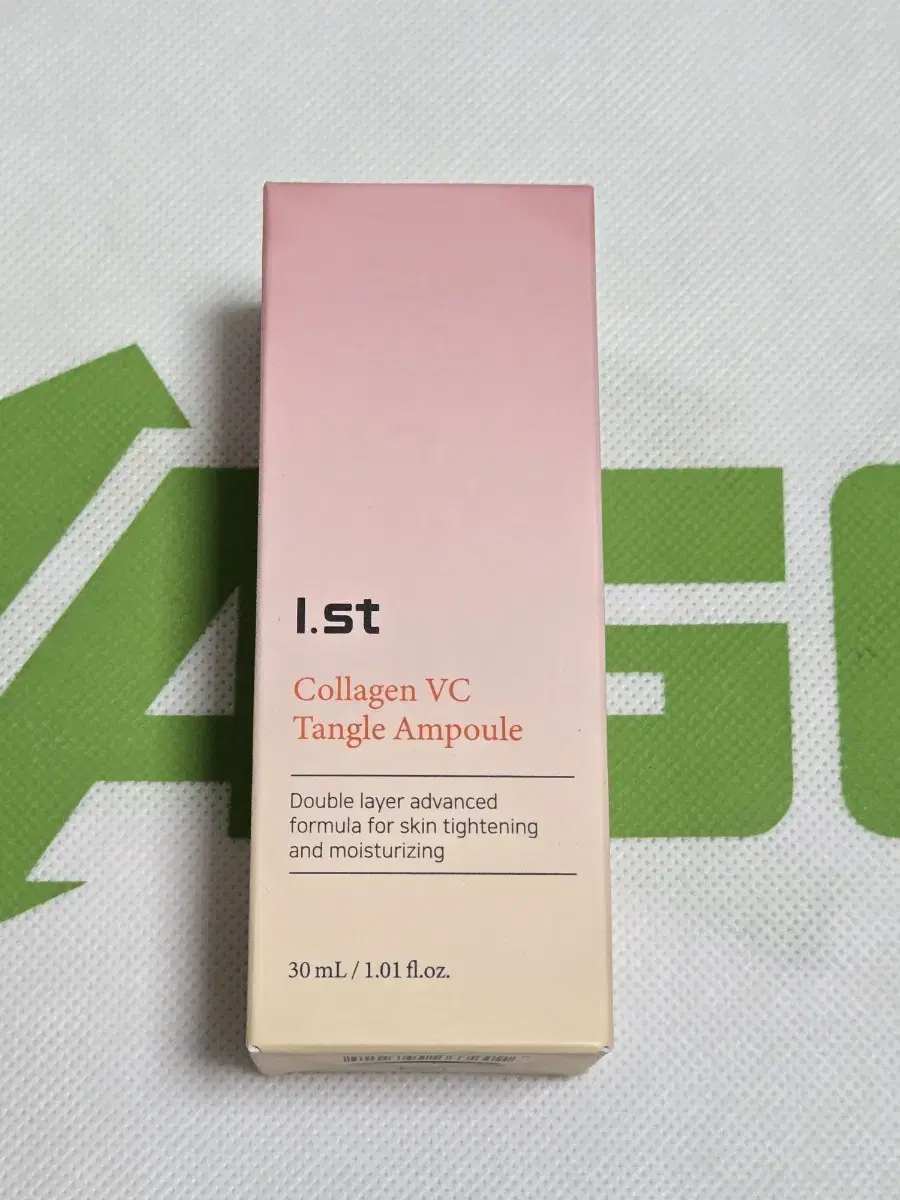 l.st
Collagen VC
Tangle Ampoule
Double layer advanced
formula for skin tightening
and moisturizing
30 mL / 1.01 fl.oz.